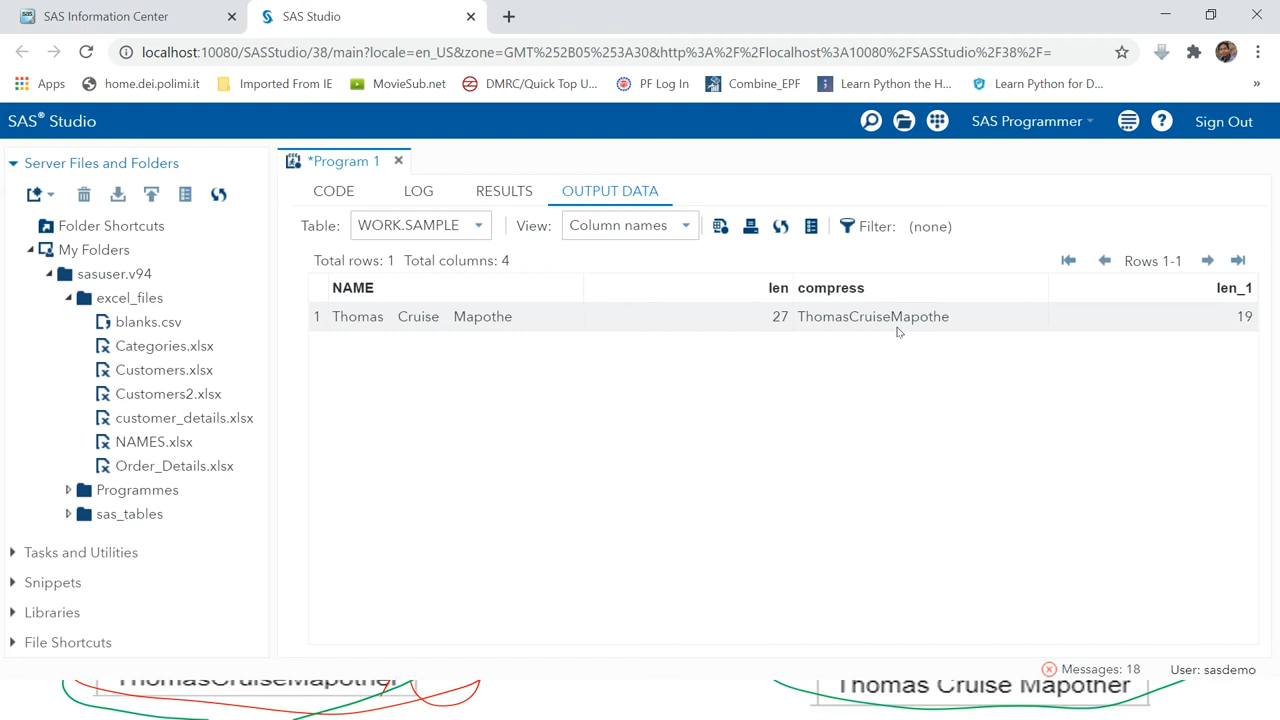 SAS Information Center
SAS Studio
localhost:10080/SASStudio/38/main?locale=en_US&zone=GMT%252B05%253A30&http%3A%2F%2Flocalhost%3A10080%2FSASStudio%2F38%2F=
Apps home.dei.polimi.it Imported From IE MovieSub.net DMRC/Quick Top U... PF Log In Combine_EPF Learn Python the H... Learn Python for D... »
SAS® Studio
SAS Programmer Sign Out
Server Files and Folders
Folder Shortcuts
My Folders
sasuser.v94
excel_files
blanks.csv
Categories.xlsx
Customers.xlsx
Customers2.xlsx
customer_details.xlsx
NAMES.xlsx
Order_Details.xlsx
Programmes
sas_tables
Tasks and Utilities
Snippets
Libraries
File Shortcuts
*Program 1
CODE LOG RESULTS OUTPUT DATA
Table: WORK.SAMPLE View: Column names Filter: (none)
Total rows: 1 Total columns: 4 Rows 1-1
NAME len compress len_1
1 Thomas Cruise Mapothe 27 ThomasCruiseMapothe 19
Messages: 18 User: sasdemo
ThomasCruiseMapother Thomas Cruise Mapother